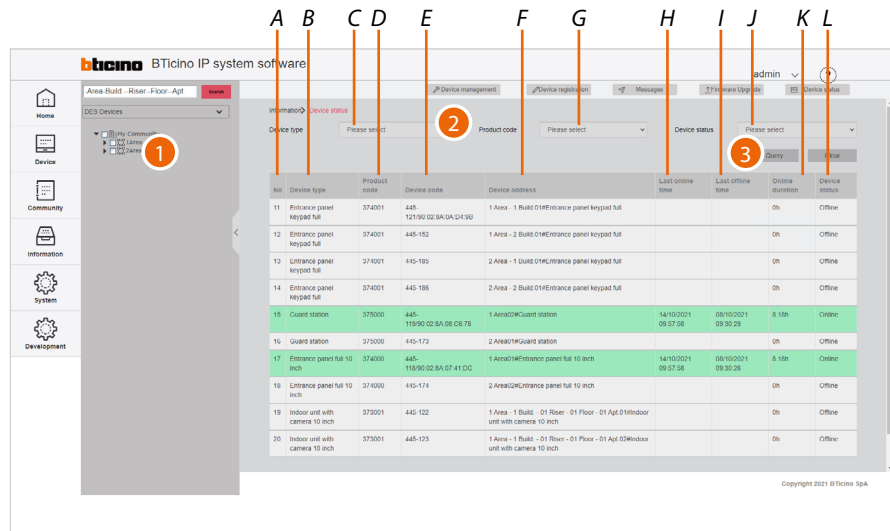 A B C D E F G H I J K L
bticino BTicino IP system software
admin
?
Area-Build.--Riser--Floor--Apt. Search
Device management Device registration Messages Firmware Upgrade Device status
DES Devices
Information> Device status
Device type Please select Product code Please select Device status Please select
My Community
1Area
2Area
1 2 3
Query Clear
Home
Device
Community
Information
System
Development
No Device type Product code Device code Device address Last online time Last offline time Online duration Device status
11 Entrance panel keypad full 374001 445-121/90:02:8A:0A:D4:9B 1 Area - 1 Build.01#Entrance panel keypad full 0h Offline
12 Entrance panel keypad full 374001 445-152 1 Area - 2 Build.01#Entrance panel keypad full 0h Offline
13 Entrance panel keypad full 374001 445-185 2 Area - 1 Build.01#Entrance panel keypad full 0h Offline
14 Entrance panel keypad full 374001 445-186 2 Area - 2 Build.01#Entrance panel keypad full 0h Offline
15 Guard station 375000 445-119/90:02:8A:08:C6:78 1 Area02#Guard station 14/10/2021 09:57:58 08/10/2021 09:30:29 8.16h Online
16 Guard station 375000 445-173 2 Area01#Guard station 0h Offline
17 Entrance panel full 10 inch 374000 445-118/90:02:8A:07:41:DC 1 Area01#Entrance panel full 10 inch 14/10/2021 09:57:58 08/10/2021 09:30:26 8.16h Online
18 Entrance panel full 10 inch 374000 445-174 2 Area02#Entrance panel full 10 inch 0h Offline
19 Indoor unit with camera 10 inch 373001 445-122 1 Area - 1 Build. - 01 Riser - 01 Floor - 01 Apt.01#Indoor unit with camera 10 inch 0h Offline
20 Indoor unit with camera 10 inch 373001 445-123 1 Area - 1 Build. - 01 Riser - 01 Floor - 01 Apt.02#Indoor unit with camera 10 inch 0h Offline
Copyright 2021 BTicino SpA